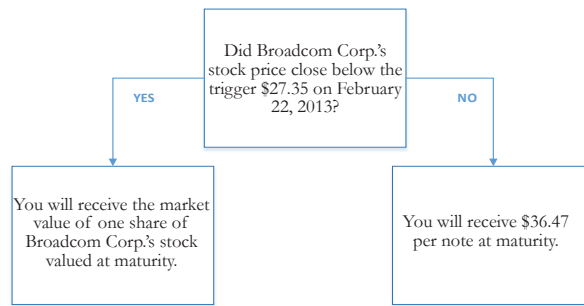 Did Broadcom Corp.'s
stock price close below the
trigger $27.35 on February
22, 2013?
YES
NO
You will receive the market
value of one share of
Broadcom Corp.'s stock
valued at maturity.
You will receive $36.47
per note at maturity.